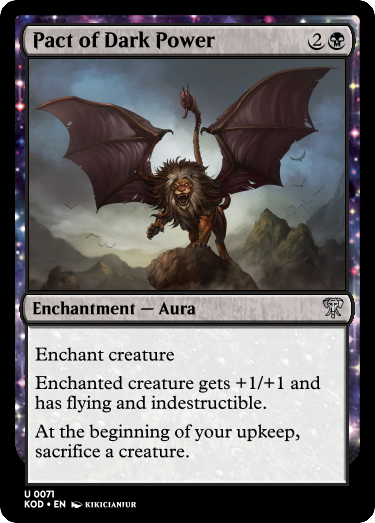 Pact of Dark Power 2
Enchantment — Aura
Enchant creature
Enchanted creature gets +1/+1 and
has flying and indestructible.
At the beginning of your upkeep,
sacrifice a creature.
U 0071
KOD • EN KIKICIANJUR